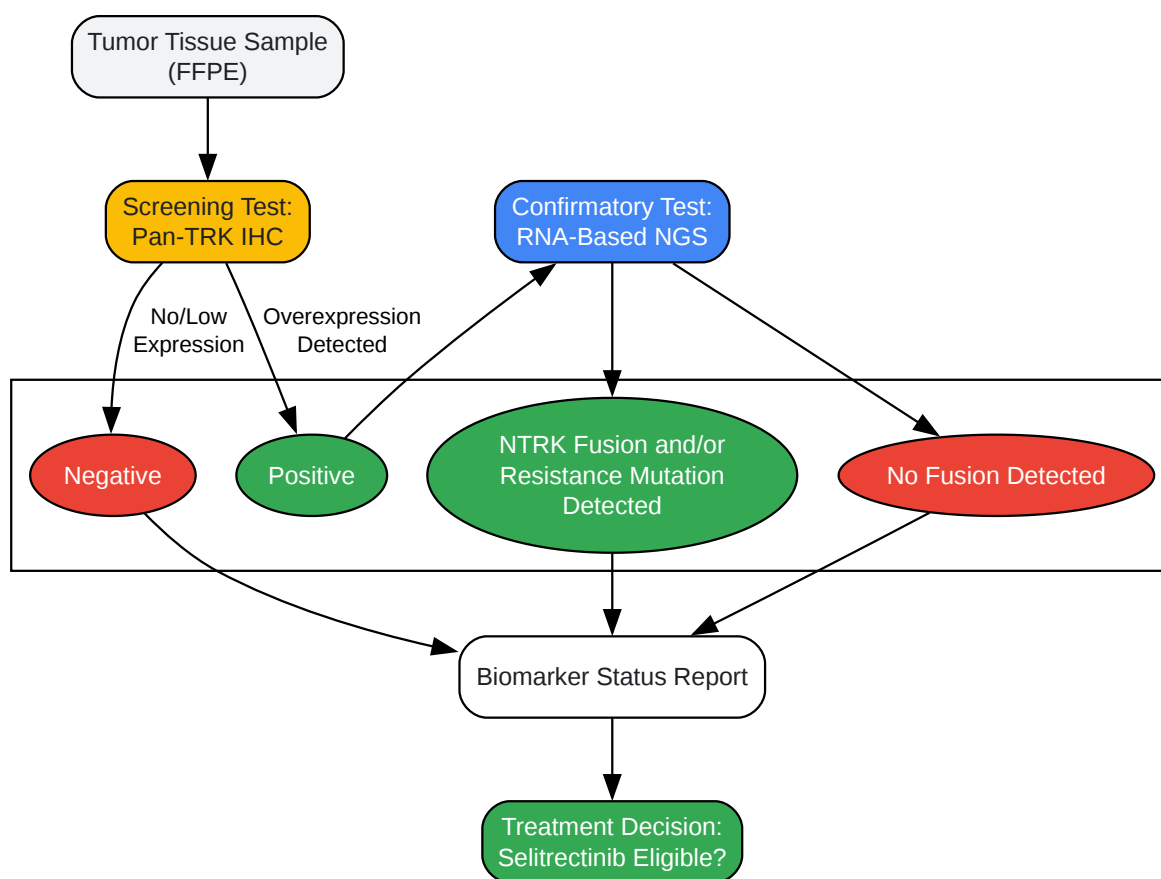 Tumor Tissue Sample
(FFPE)
Screening Test:
Pan-TRK IHC
Confirmatory Test:
RNA-Based NGS
No/Low
Expression
Overexpression
Detected
Negative
Positive
NTRK Fusion and/or
Resistance Mutation
Detected
No Fusion Detected
Biomarker Status Report
Treatment Decision:
Selitrectinib Eligible?